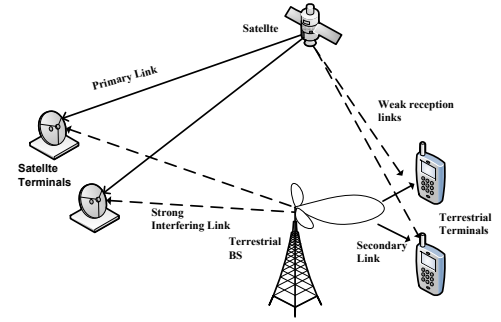 Satellte
Primary Link
Weak reception
links
Satellte
Terminals
Strong
Interfering Link
Terrestrial
BS
Secondary
Link
Terrestrial
Terminals